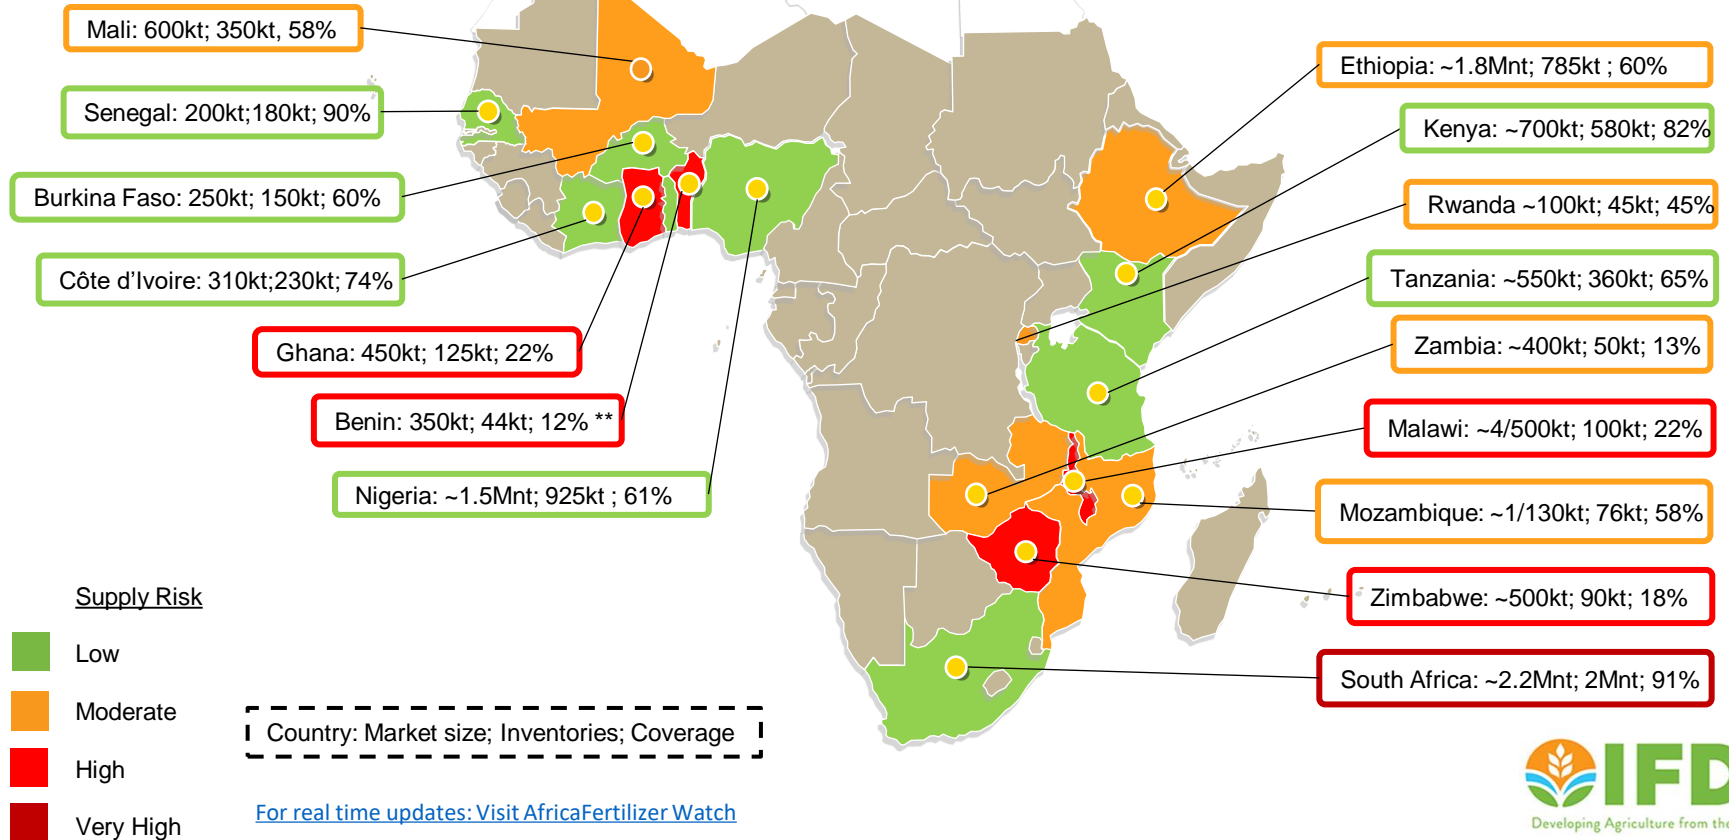 Mali: 600kt; 350kt, 58%
Senegal: 200kt;180kt; 90%
Burkina Faso: 250kt; 150kt; 60%
Côte d’Ivoire: 310kt;230kt; 74%
Ghana: 450kt; 125kt; 22%
Benin: 350kt; 44kt; 12% **
Nigeria: ~1.5Mnt; 925kt ; 61%
Ethiopia: ~1.8Mnt; 785kt ; 60%
Kenya: ~700kt; 580kt; 82%
Rwanda ~100kt; 45kt; 45%
Tanzania: ~550kt; 360kt; 65%
Zambia: ~400kt; 50kt; 13%
Malawi: ~4/500kt; 100kt; 22%
Mozambique: ~1/130kt; 76kt; 58%
Zimbabwe: ~500kt; 90kt; 18%
South Africa: ~2.2Mnt; 2Mnt; 91%
Supply Risk
Low
Moderate
High
Very High
Country: Market size; Inventories; Coverage
For real time updates: Visit AfricaFertilizer Watch
IFD
Developing Agriculture from the